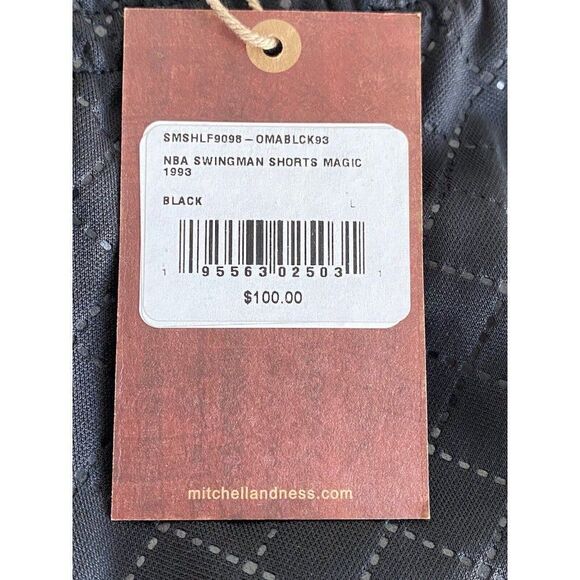 SMSHLF9098-OMABLCK93
NBA SWINGMAN SHORTS MAGIC
1993
BLACK L
1 95563 02503 1
$100.00
mitchellandness.com